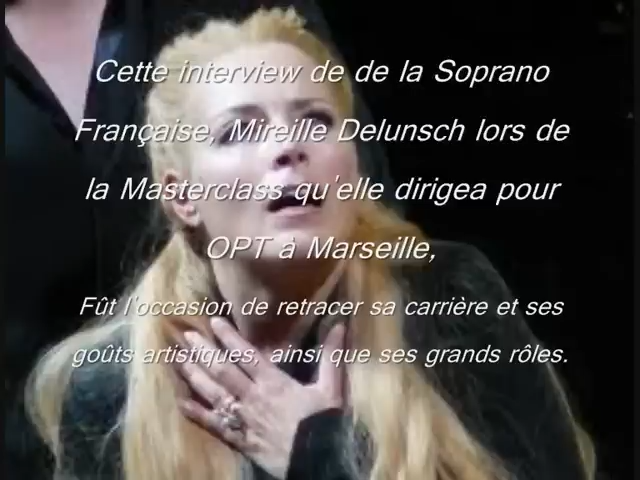 Cette interview de de la Soprano
Française, Mireille Delunsch lors de
la Masterclass qu'elle dirigea pour
OPT à Marseille,
Fût l'occasion de retracer sa carrière et ses
goûts artistiques, ainsi que ses grands rôles.